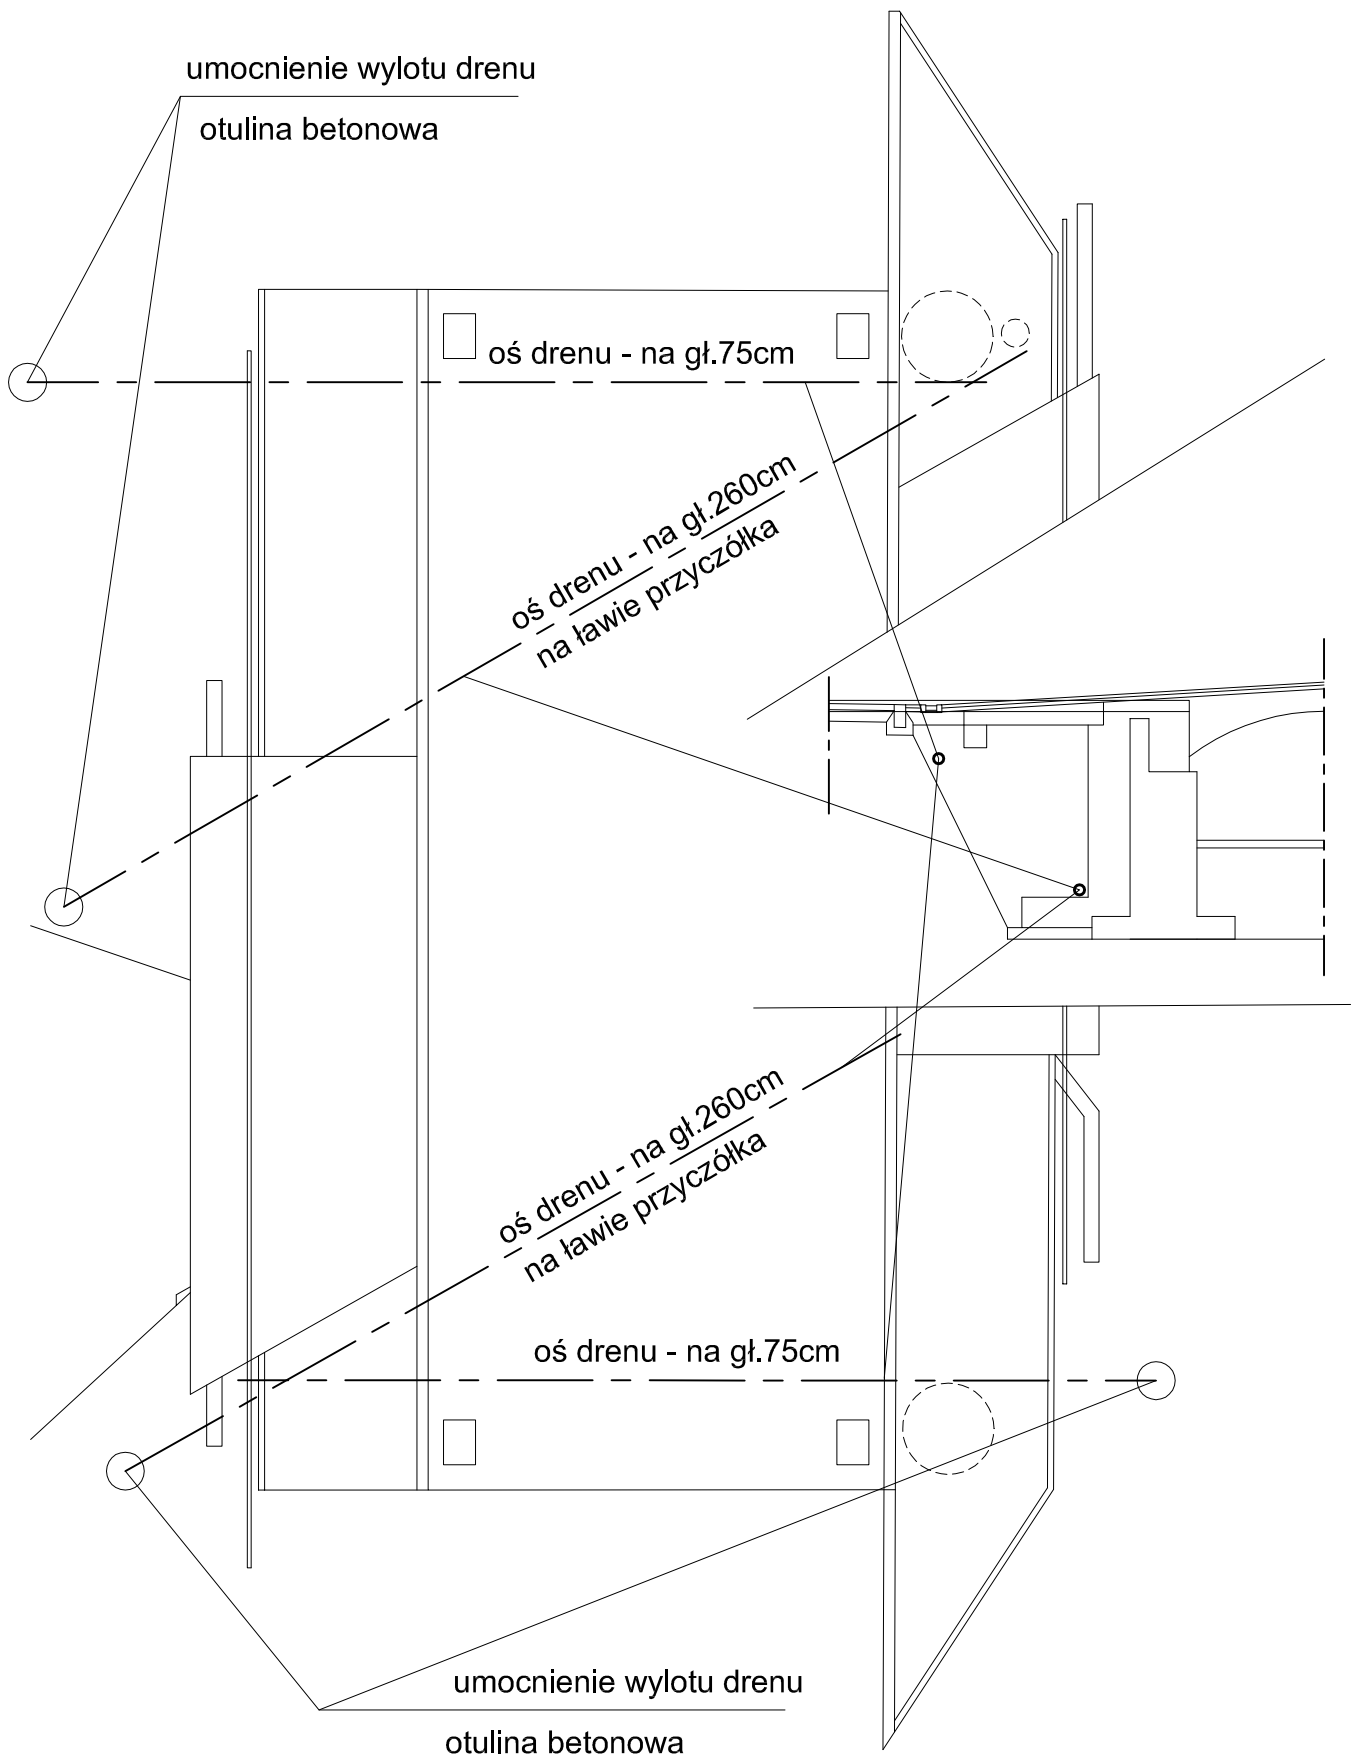 umocnienie wylotu drenu
otulina betonowa
oś drenu - na gł.75cm
oś drenu - na gł.260cm
na ławie przyczółka
oś drenu - na gł.260cm
na ławie przyczółka
oś drenu - na gł.75cm
umocnienie wylotu drenu
otulina betonowa